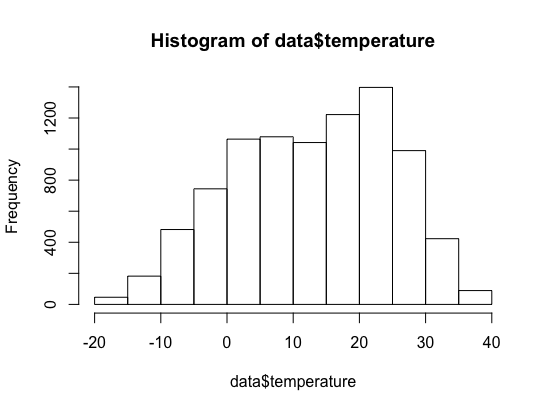 Histogram of data$temperature
Frequency
1200
800
400
0
-20 -10 0 10 20 30 40
data$temperature